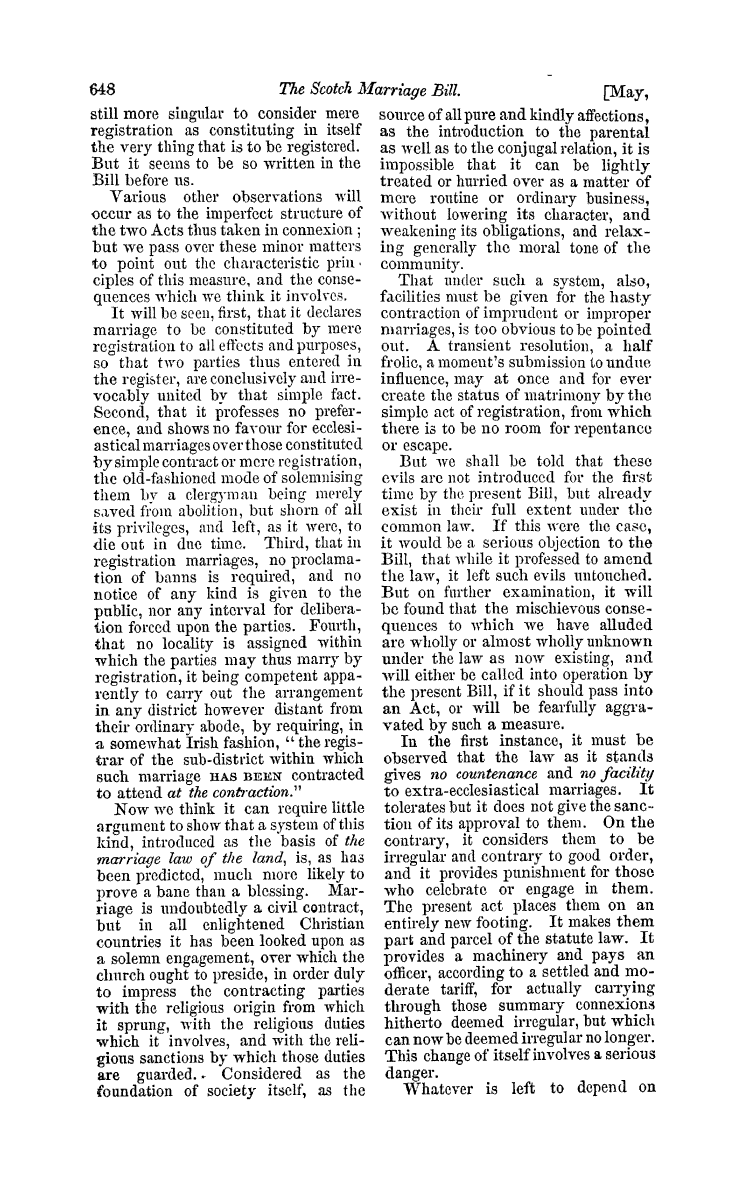 648
The Scotch Marriage Bill.
[May,
still more singular to consider mere
registration as constituting in itself
the very thing that is to be registered.
But it seems to be so written in the
Bill before us.
Various other observations will
occur as to the imperfect structure of
the two Acts thus taken in connexion ;
but we pass over these minor matters
to point out the characteristic prin-
ciples of this measure, and the conse-
quences which we think it involves.
It will be seen, first, that it declares
marriage to be constituted by mere
registration to all effects and purposes,
so that two parties thus entered in
the register, are conclusively and irre-
vocably united by that simple fact.
Second, that it professes no prefer-
ence, and shows no favour for ecclesi-
astical marriages over those constituted
by simple contract or mere registration,
the old-fashioned mode of solemnising
them by a clergyman being merely
saved from abolition, but shorn of all
its privileges, and left, as it were, to
die out in due time. Third, that in
registration marriages, no proclama-
tion of banns is required, and no
notice of any kind is given to the
public, nor any interval for delibera-
tion forced upon the parties. Fourth,
that no locality is assigned within
which the parties may thus marry by
registration, it being competent appa-
rently to carry out the arrangement
in any district however distant from
their ordinary abode, by requiring, in
a somewhat Irish fashion, "the regis-
trar of the sub-district within which
such marriage HAS BEEN contracted
to attend at the contraction."
Now we think it can require little
argument to show that a system of this
kind, introduced as the basis of the
marriage law of the land, is, as has
been predicted, much more likely to
prove a bane than a blessing. Mar-
riage is undoubtedly a civil contract,
but in all enlightened Christian
countries it has been looked upon as
a solemn engagement, over which the
church ought to preside, in order duly
to impress the contracting parties
with the religious origin from which
it sprung, with the religious duties
which it involves, and with the reli-
gious sanctions by which those duties
are guarded. Considered as the
foundation of society itself, as the
source of all pure and kindly affections,
as the introduction to the parental
as well as to the conjugal relation, it is
impossible that it can be lightly
treated or hurried over as a matter of
mere routine or ordinary business,
without lowering its character, and
weakening its obligations, and relax-
ing generally the moral tone of the
community.
That under such a system, also,
facilities must be given for the hasty
contraction of imprudent or improper
marriages, is too obvious to be pointed
out. A transient resolution, a half
frolic, a moment's submission to undue
influence, may at once and for ever
create the status of matrimony by the
simple act of registration, from which
there is to be no room for repentance
or escape.
But we shall be told that these
evils are not introduced for the first
time by the present Bill, but already
exist in their full extent under the
common law. If this were the case,
it would be a serious objection to the
Bill, that while it professed to amend
the law, it left such evils untouched.
But on further examination, it will
be found that the mischievous conse-
quences to which we have alluded
are wholly or almost wholly unknown
under the law as now existing, and
will either be called into operation by
the present Bill, if it should pass into
an Act, or will be fearfully aggra-
vated by such a measure.
In the first instance, it must be
observed that the law as it stands
gives no countenance and no facility
to extra-ecclesiastical marriages. It
tolerates but it does not give the sanc-
tion of its approval to them. On the
contrary, it considers them to be
irregular and contrary to good order,
and it provides punishment for those
who celebrate or engage in them.
The present act places them on an
entirely new footing. It makes them
part and parcel of the statute law. It
provides a machinery and pays an
officer, according to a settled and mo-
derate tariff, for actually carrying
through those summary connexions
hitherto deemed irregular, but which
can now be deemed irregular no longer.
This change of itself involves a serious
danger.
Whatever is left to depend on